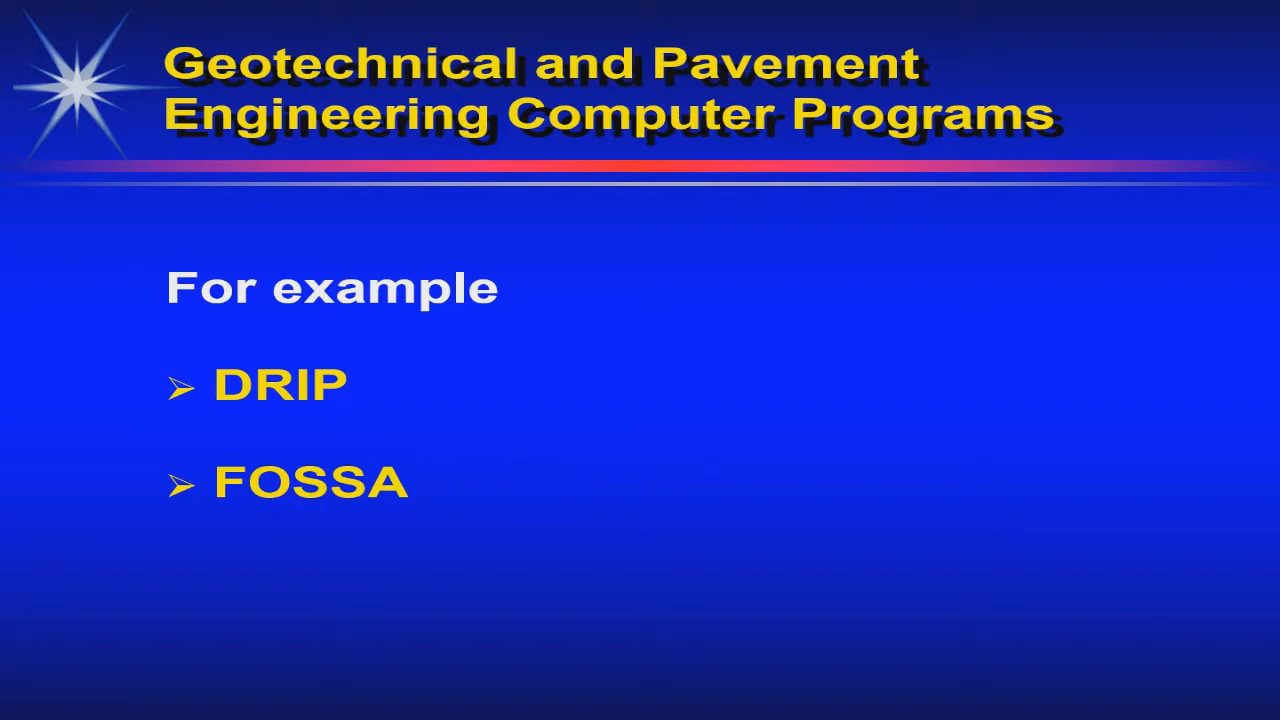 Geotechnical and Pavement
Engineering Computer Programs
For example
➢ DRIP
➢ FOSSA